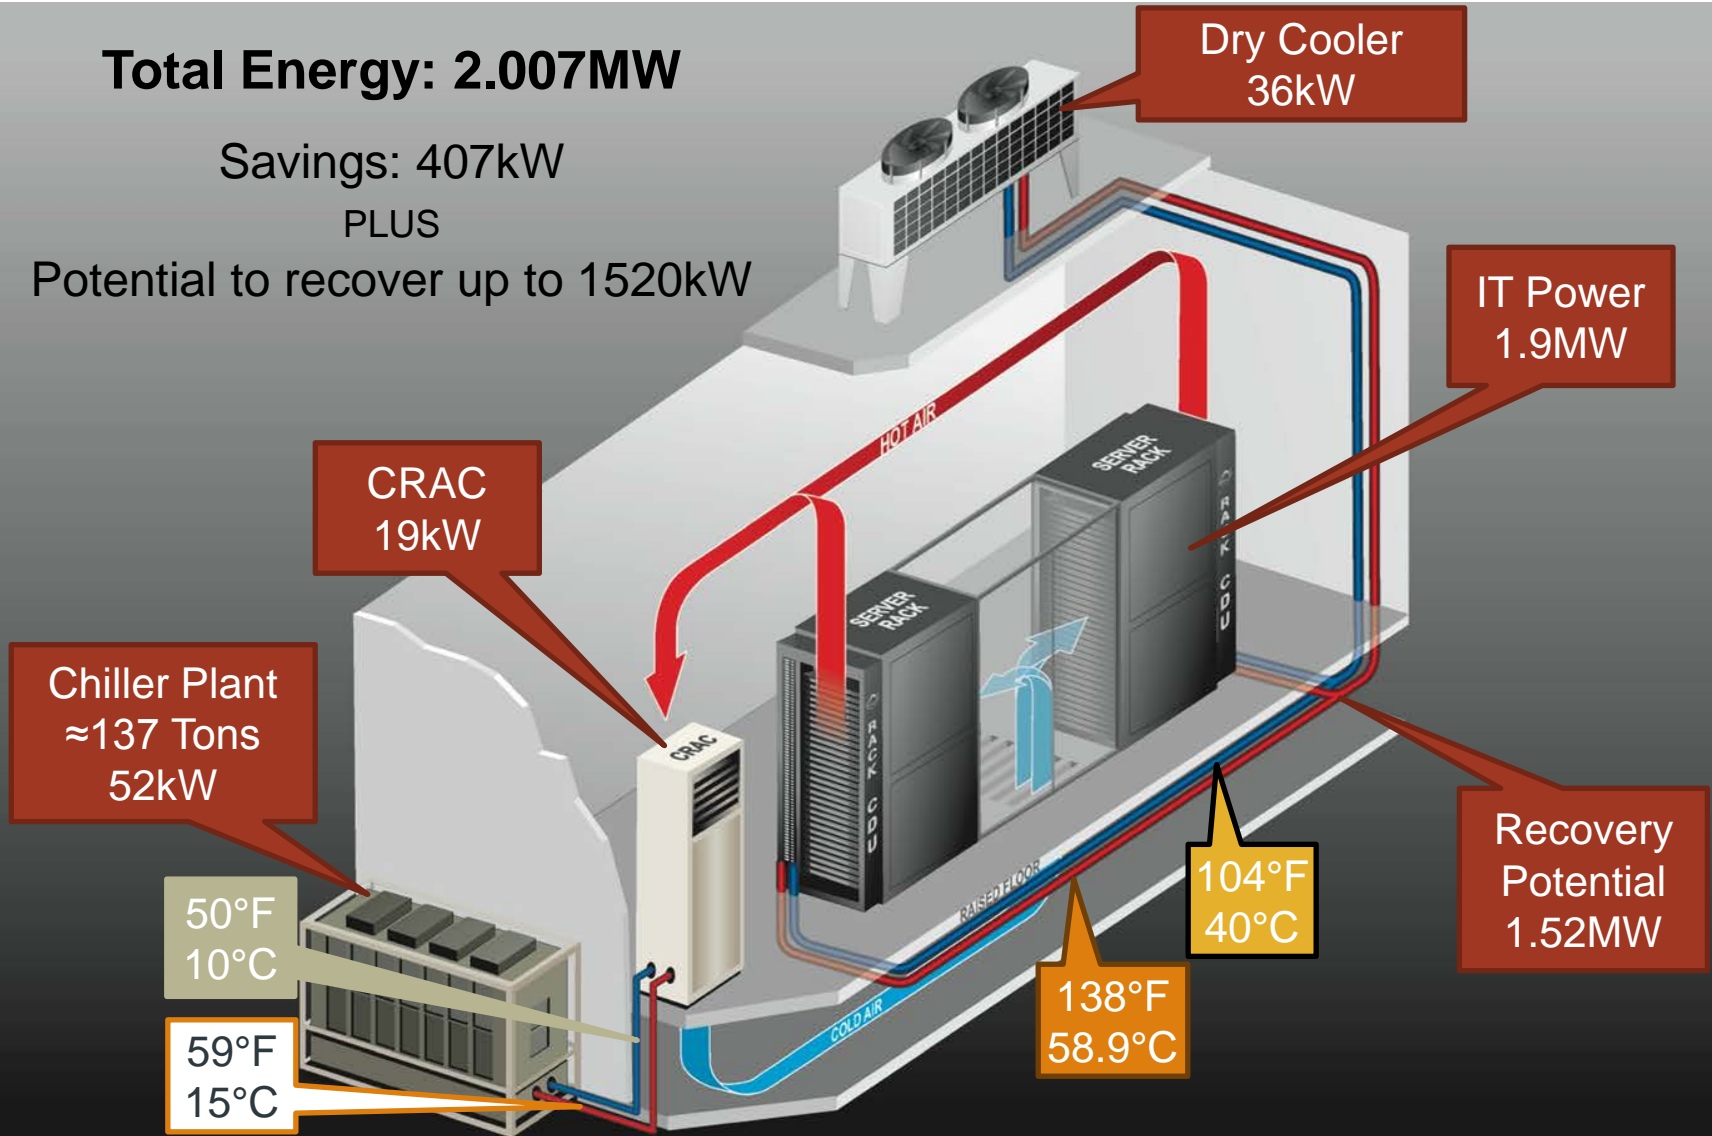 Total Energy: 2.007MW
Savings: 407kW
PLUS
Potential to recover up to 1520kW
Dry Cooler
36kW
IT Power
1.9MW
HOT AIR
SERVER
RACK
RACK CDU
CRAC
19kW
SERVER
RACK
RACK CDU
Chiller Plant
≈137 Tons
52kW
CRAC
Recovery
Potential
1.52MW
104°F
40°C
RAISED FLOOR
50°F
10°C
138°F
58.9°C
COLD AIR
59°F
15°C